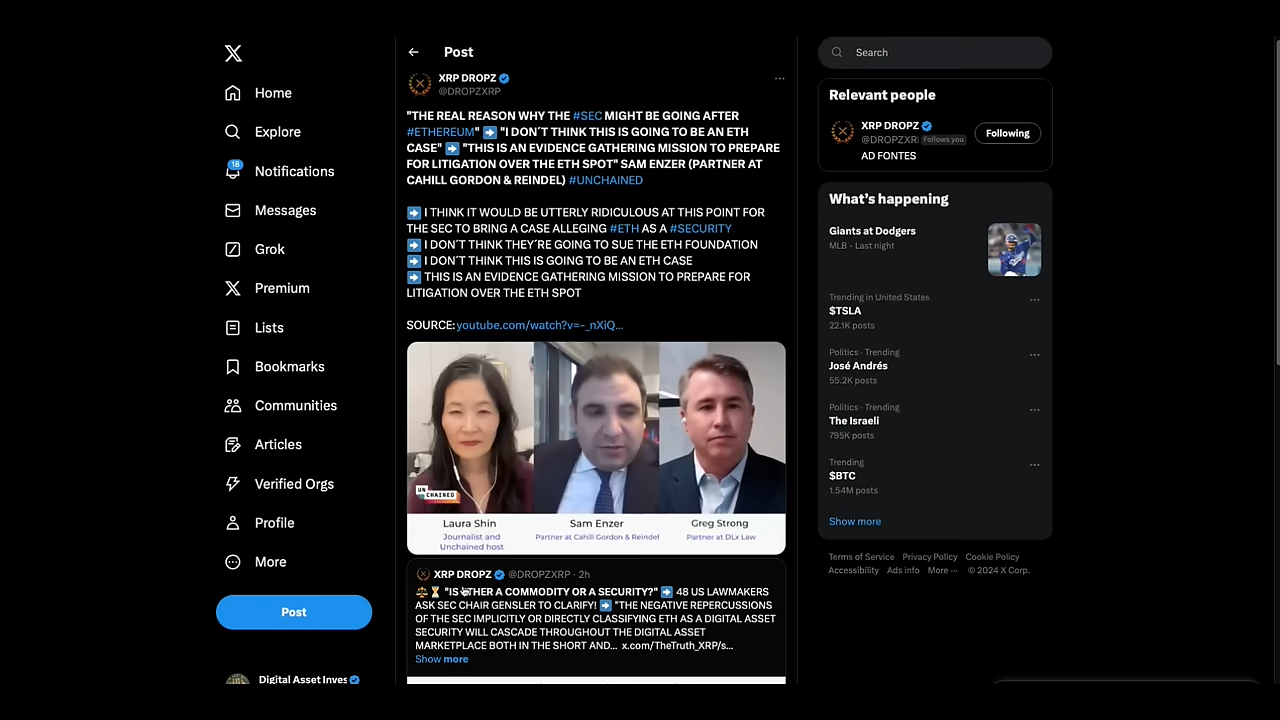 Home
Explore
18
Notifications
Messages
Grok
Premium
Lists
Bookmarks
Communities
Articles
Verified Orgs
Profile
More
Post
Digital Asset Inves
Post
XRP DROPZ
@DROPZXRP
"THE REAL REASON WHY THE #SEC MIGHT BE GOING AFTER
#ETHEREUM" ➡️ "I DON´T THINK THIS IS GOING TO BE AN ETH
CASE" ➡️ "THIS IS AN EVIDENCE GATHERING MISSION TO PREPARE
FOR LITIGATION OVER THE ETH SPOT" SAM ENZER (PARTNER AT
CAHILL GORDON & REINDEL) #UNCHAINED
➡️ I THINK IT WOULD BE UTTERLY RIDICULOUS AT THIS POINT FOR
THE SEC TO BRING A CASE ALLEGING #ETH AS A #SECURITY
➡️ I DON´T THINK THEY´RE GOING TO SUE THE ETH FOUNDATION
➡️ I DON´T THINK THIS IS GOING TO BE AN ETH CASE
➡️ THIS IS AN EVIDENCE GATHERING MISSION TO PREPARE FOR
LITIGATION OVER THE ETH SPOT
SOURCE: youtube.com/watch?v=-_nXiQ…
UN
CHAINED
Laura Shin
Journalist and
Unchained host
Sam Enzer
Partner at Cahill Gordon & Reindel
Greg Strong
Partner at DLx Law
XRP DROPZ @DROPZXRP · 2h
⚖️⏳ "IS ETHER A COMMODITY OR A SECURITY?" ➡️ 48 US LAWMAKERS
ASK SEC CHAIR GENSLER TO CLARIFY! ➡️ "THE NEGATIVE REPERCUSSIONS
OF THE SEC IMPLICITLY OR DIRECTLY CLASSIFYING ETH AS A DIGITAL ASSET
SECURITY WILL CASCADE THROUGHOUT THE DIGITAL ASSET
MARKETPLACE BOTH IN THE SHORT AND… x.com/TheTruth_XRP/s…
Show more
Search
Relevant people
XRP DROPZ
@DROPZXR Follows you
Following
AD FONTES
What's happening
Giants at Dodgers
MLB · Last night
Trending in United States
$TSLA
22.1K posts
Politics · Trending
José Andrés
55.2K posts
Politics · Trending
The Israeli
795K posts
Trending
$BTC
1.54M posts
Show more
Terms of Service Privacy Policy Cookie Policy
Accessibility Ads info More ··· © 2024 X Corp.